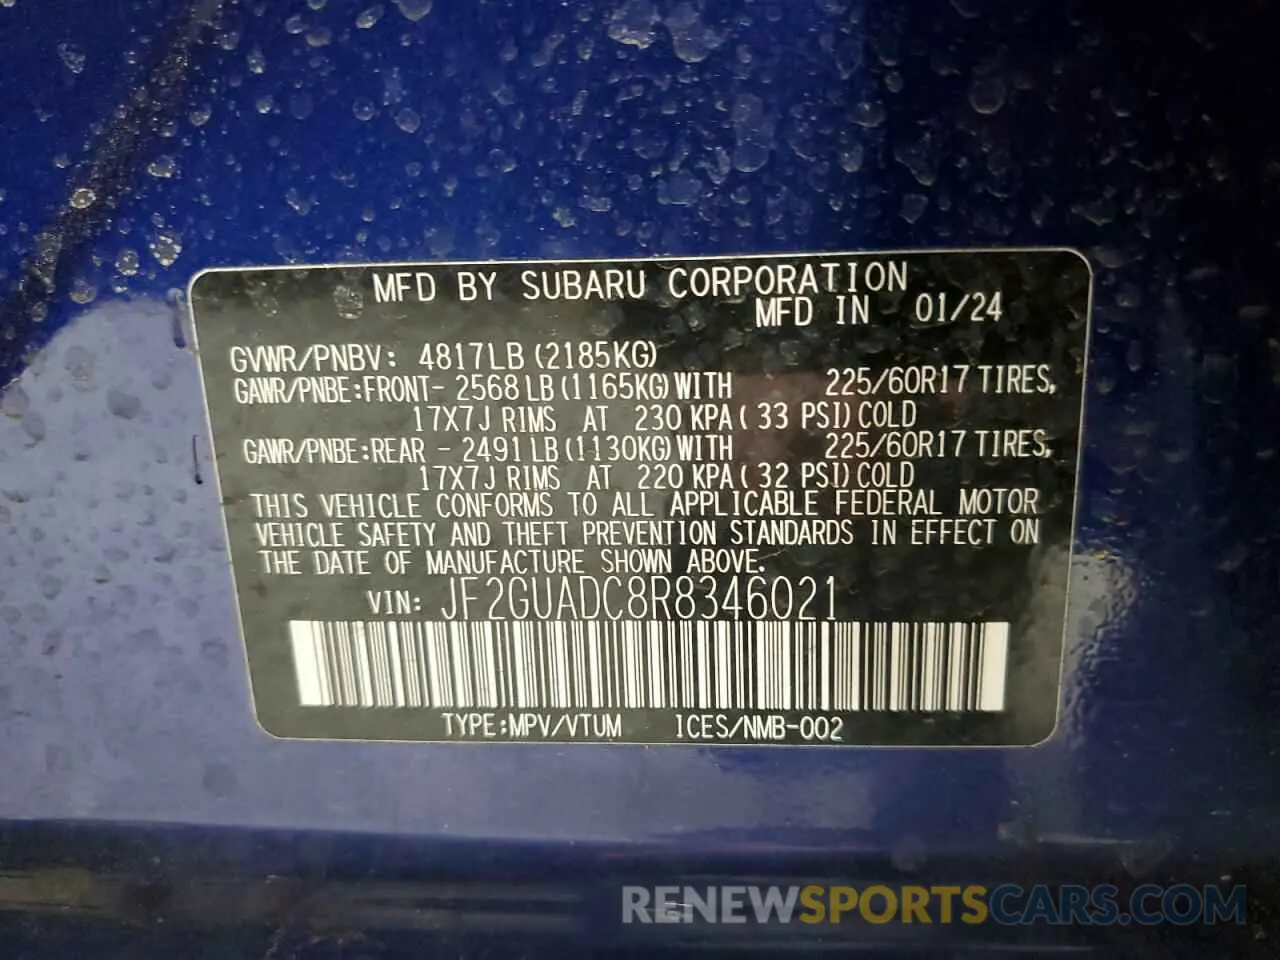 MFD BY SUBARU CORPORATION
MFD IN 01/24
GVWR/PNBV: 4817LB (2185KG)
GAWR/PNBE:FRONT- 2568 LB (1165KG) WITH 225/60R17 TIRES,
17X7J RIMS AT 230 KPA ( 33 PSI) COLD
GAWR/PNBE:REAR - 2491 LB (1130KG) WITH 225/60R17 TIRES,
17X7J RIMS AT 220 KPA ( 32 PSI) COLD
THIS VEHICLE CONFORMS TO ALL APPLICABLE FEDERAL MOTOR
VEHICLE SAFETY AND THEFT PREVENTION STANDARDS IN EFFECT ON
THE DATE OF MANUFACTURE SHOWN ABOVE.
VIN: JF2GUADC8R8346021
TYPE:MPV/VTUM ICES/NMB-002
RENEWSPORTSCARS.COM